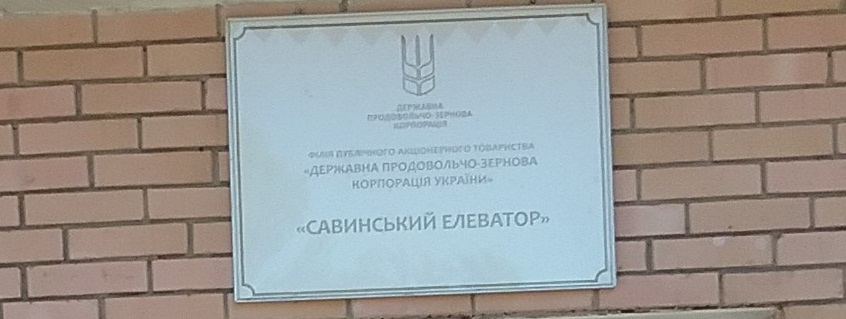 ДЕРЖАВНА
ПРОДОВОЛЬЧО-ЗЕРНОВА
КОРПОРАЦІЯ
ФІЛІЯ ПУБЛІЧНОГО АКЦІОНЕРНОГО ТОВАРИСТВА
«ДЕРЖАВНА ПРОДОВОЛЬЧО-ЗЕРНОВА
КОРПОРАЦІЯ УКРАЇНИ»
«САВИНСЬКИЙ ЕЛЕВАТОР»